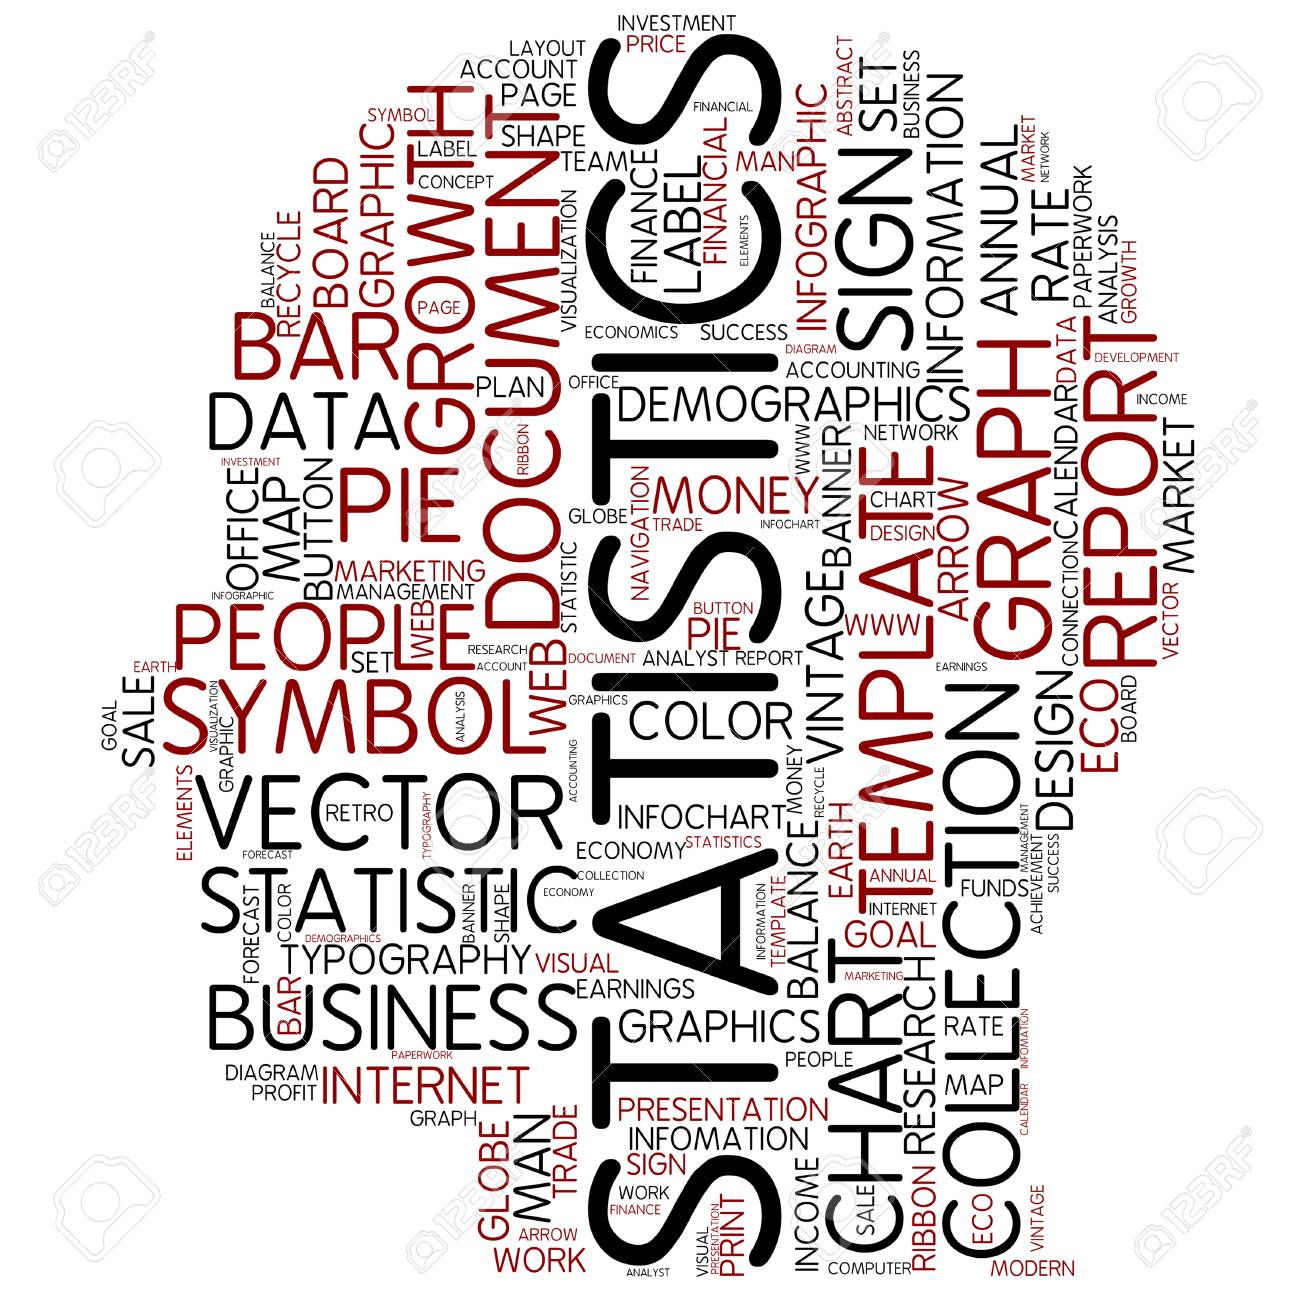 INVESTMENT
LAYOUT
PRICE
ACCOUNT
PAGE
SYMBOL
SHAPE
LABEL
TEAM
CONCEPT
GRAPHIC
BOARD
RECYCLE
BALANCE
GROWTH
DOCUMENT
VISUALIZATION
STATISTICS
FINANCE
LABEL
FINANCIAL
FINANCIAL
MAN
ELEMENTS
INFOGRAPHIC
ABSTRACT
SIGN
SET
BUSINESS
INFORMATION
ANNUAL
MARKET
NETWORK
RATE
PAPERWORK
ANALYSIS
GROWTH
BAR
PAGE
ECONOMICS
SUCCESS
DIAGRAM
ACCOUNTING
DATA
PLAN
OFFICE
DEMOGRAPHICS
RIBBON
NETWORK
WWW
BANNER
GRAPH
CALENDAR
DATA
REPORT
DEVELOPMENT
INCOME
MARKET
INVESTMENT
OFFICE
MAP
BUTTON
PIE
GLOBE
NAVIGATION
MONEY
TRADE
INFOCHART
CHART
DESIGN
ARROW
TEMPLATE
CONNECTION
MARKETING
MANAGEMENT
INFOGRAPHIC
STATISTIC
BUTTON
PIE
WWW
VINTAGE
VECTOR
PEOPLE
WEB
SET
RESEARCH
ACCOUNT
WEB
DOCUMENT
ANALYST
REPORT
EARNINGS
EARTH
SYMBOL
ANALYSIS
GRAPHICS
COLOR
GOAL
SALE
VISUALIZATION
GRAPHIC
COLLECTION
DESIGN
ECO
BOARD
VECTOR
RETRO
TYPOGRAPHY
ACCOUNTING
ELEMENTS
INFOCHART
MONEY
RECYCLE
FORECAST
ECONOMY
STATISTICS
EARTH
STATISTIC
COLLECTION
ECONOMY
ANNUAL
FUNDS
ACHIEVEMENT
SUCCESS
MANAGEMENT
FORECAST
COLOR
BANNER
SHAPE
INFORMATION
TEMPLATE
BALANCE
INTERNET
DEMOGRAPHICS
GOAL
TYPOGRAPHY
VISUAL
MARKETING
BAR
BUSINESS
EARNINGS
GRAPHICS
CHART
RESEARCH
RATE
INFOMATION
PAPERWORK
PEOPLE
DIAGRAM
PROFIT
INTERNET
MAP
CALENDAR
GRAPH
PRESENTATION
INFOMATION
GLOBE
MAN
TRADE
SIGN
WORK
FINANCE
INCOME
SALE
RIBBON
ECO
VINTAGE
ARROW
WORK
ANALYST
VISUAL
PRESENTATION
PRINT
COMPUTER
MODERN
123RF